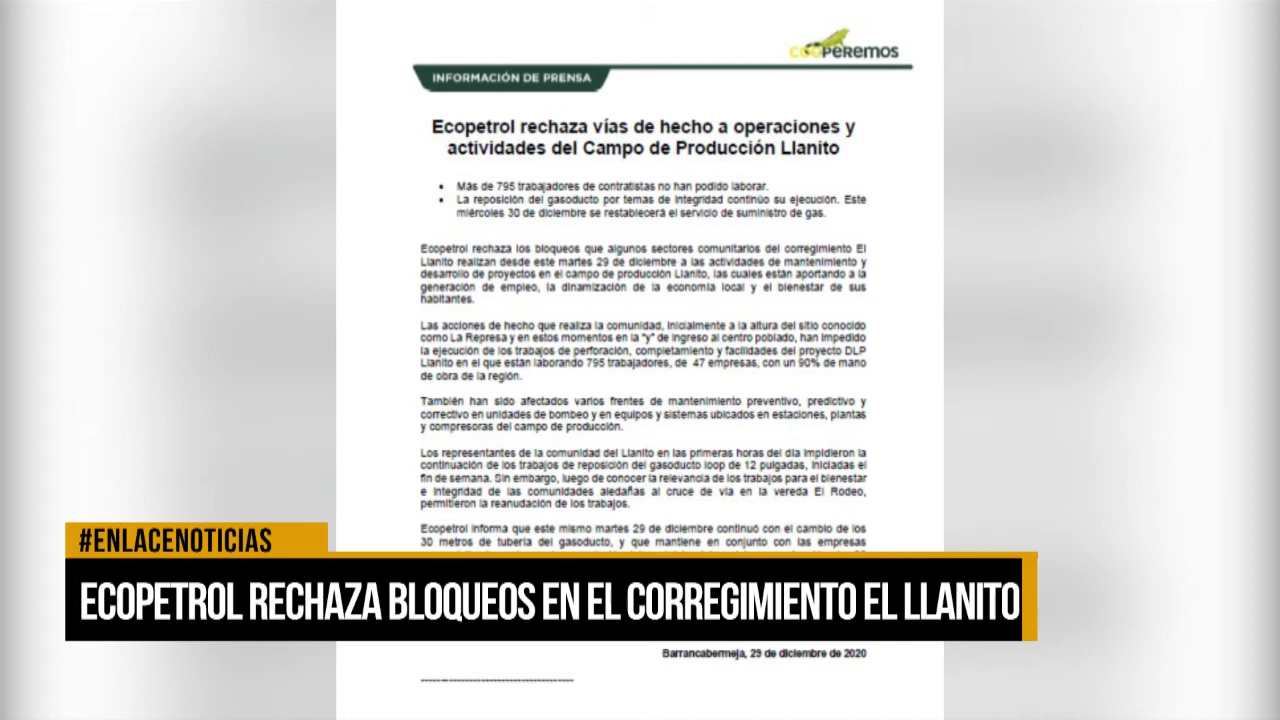 COOPEREMOS
INFORMACIÓN DE PRENSA
Ecopetrol rechaza vías de hecho a operaciones y
actividades del Campo de Producción Llanito
• Más de 795 trabajadores de contratistas no han podido laborar.
• La reposición del gasoducto por temas de integridad continúo su ejecución. Este
miércoles 30 de diciembre se restablecerá el servicio de suministro de gas.
Ecopetrol rechaza los bloqueos que algunos sectores comunitarios del corregimiento El
Llanito realizan desde este martes 29 de diciembre a las actividades de mantenimiento y
desarrollo de proyectos en el campo de producción Llanito, las cuales están aportando a la
generación de empleo, la dinamización de la economía local y el bienestar de sus
habitantes.
Las acciones de hecho que realiza la comunidad, inicialmente a la altura del sitio conocido
como La Represa y en estos momentos en la "y" de ingreso al centro poblado, han impedido
la ejecución de los trabajos de perforación, completamiento y facilidades del proyecto DLP
Llanito en el que están laborando 795 trabajadores, de 47 empresas, con un 90% de mano
de obra de la región.
También han sido afectados varios frentes de mantenimiento preventivo, predictivo y
correctivo en unidades de bombeo y en equipos y sistemas ubicados en estaciones, plantas
y compresoras del campo de producción.
Los representantes de la comunidad del Llanito en las primeras horas del día impidieron la
continuación de los trabajos de reposición del gasoducto loop de 12 pulgadas, iniciadas el
fin de semana. Sin embargo, luego de conocer la relevancia de los trabajos para el bienestar
e integridad de las comunidades aledañas al cruce de vía en la vereda El Rodeo,
permitieron la reanudación de los trabajos.
Ecopetrol informa que este mismo martes 29 de diciembre continuó con el cambio de los
30 metros de tubería del gasoducto, y que mantiene en conjunto con las empresas
#ENLACENOTICIAS
ECOPETROL RECHAZA BLOQUEOS EN EL CORREGIMIENTO EL LLANITO
Barrancabermeja, 29 de diciembre de 2020
--------------------------------------